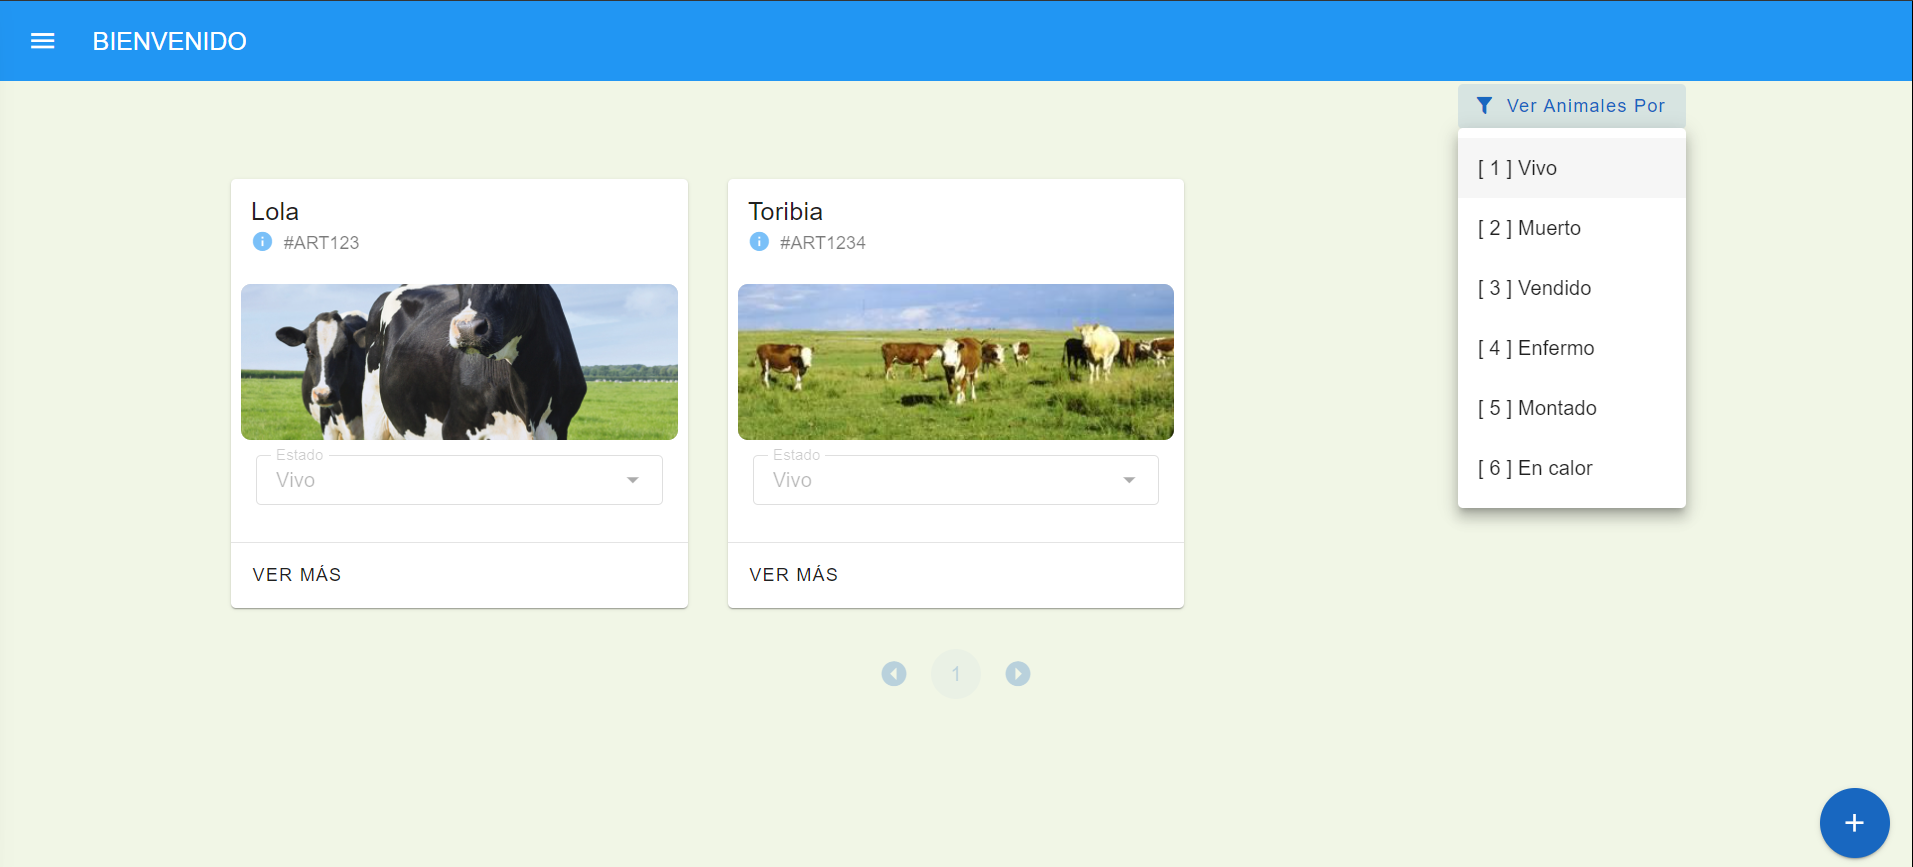 BIENVENIDO
Ver Animales Por
[ 1 ] Vivo
[ 2 ] Muerto
[ 3 ] Vendido
[ 4 ] Enfermo
[ 5 ] Montado
[ 6 ] En calor
Lola
#ART123
Estado
Vivo
VER MÁS
Toribia
#ART1234
Estado
Vivo
VER MÁS
1